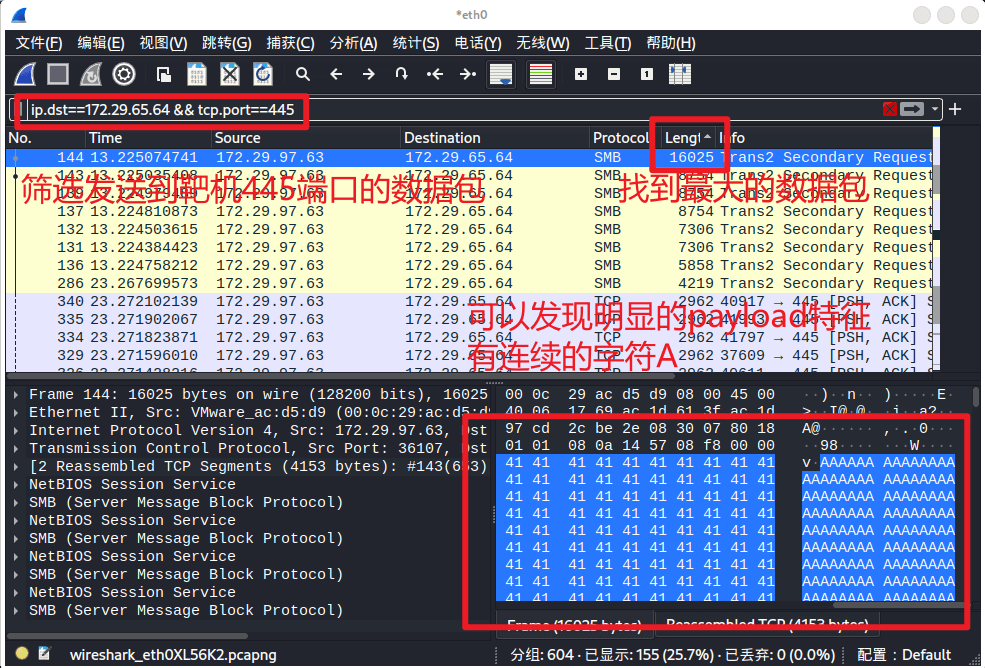 *eth0
文件(F) 编辑(E) 视图(V) 跳转(G) 捕获(C) 分析(A) 统计(S) 电话(Y) 无线(W) 工具(T) 帮助(H)
ip.dst==172.29.65.64 && tcp.port==445
No. Time Source Destination Protocol Lengt Info
144 13.225074741 172.29.97.63 172.29.65.64 SMB 16025 Trans2 Secondary Request
143 13.225035498 172.29.97.63 172.29.65.64 SMB 8754 Trans2 Secondary Request
筛选发送到靶机445端口的数据包 找到最大的数据包
139 172.29.97.63 172.29.65.64 SMB 8754 Trans2 Secondary Request
137 13.224810873 172.29.97.63 172.29.65.64 SMB 8754 Trans2 Secondary Request
132 13.224503615 172.29.97.63 172.29.65.64 SMB 7306 Trans2 Secondary Request
131 13.224384423 172.29.97.63 172.29.65.64 SMB 7306 Trans2 Secondary Request
136 13.224758212 172.29.97.63 172.29.65.64 SMB 5858 Trans2 Secondary Request
286 23.267699573 172.29.97.63 172.29.65.64 SMB 4219 Trans2 Secondary Request
340 23.272102139 172.29.97.63 172.29.65.64 TCP 2962 40917 → 445 [PSH, ACK] S
可以发现明显的payload特征
335 23.271902067 172.29.97.63 172.29.65.64 TCP 2962 41993 → 445 [PSH, ACK] S
334 23.271823871 172.29.97.63 172.29.65.64 TCP 2962 41797 → 445 [PSH, ACK] S
有连续的字符A
329 23.271596010 172.29.97.63 172.29.65.64 TCP 2962 37609 → 445 [PSH, ACK] S
Frame 144: 16025 bytes on wire (128200 bits), 16025
Ethernet II, Src: VMware_ac:d5:d9 (00:0c:29:ac:d5:d9
Internet Protocol Version 4, Src: 172.29.97.63, Dst
Transmission Control Protocol, Src Port: 36107, Dst
[2 Reassembled TCP Segments (4153 bytes): #143(653)
NetBIOS Session Service
SMB (Server Message Block Protocol)
NetBIOS Session Service
SMB (Server Message Block Protocol)
NetBIOS Session Service
SMB (Server Message Block Protocol)
NetBIOS Session Service
SMB (Server Message Block Protocol)
00 0c 29 ac d5 d9 08 00 45 00 ··)·n··)·····E·
40 06 17 69 ac 1d 61 3f ac 1d >·I@·@··i··a?··
97 cd 2c be 2e 08 30 07 80 18 A@······,·.·0···
01 01 08 0a 14 57 08 f8 00 00 ··98·······W····
41 41 41 41 41 41 41 41 41 41 v·AAAAAA AAAAAAAA
41 41 41 41 41 41 41 41 41 41 AAAAAAAA AAAAAAAA
41 41 41 41 41 41 41 41 41 41 AAAAAAAA AAAAAAAA
41 41 41 41 41 41 41 41 41 41 AAAAAAAA AAAAAAAA
41 41 41 41 41 41 41 41 41 41 AAAAAAAA AAAAAAAA
41 41 41 41 41 41 41 41 41 41 AAAAAAAA AAAAAAAA
41 41 41 41 41 41 41 41 41 41 AAAAAAAA AAAAAAAA
41 41 41 41 41 41 41 41 41 41 AAAAAAAA AAAAAAAA
41 41 41 41 41 41 41 41 41 41 AAAAAAAA AAAAAAAA
Frame (16025 bytes) Reassembled TCP (4153 bytes)
wireshark_eth0XL56K2.pcapng 分组: 604 · 已显示: 155 (25.7%) · 已丢弃: 0 (0.0%) 配置：Default